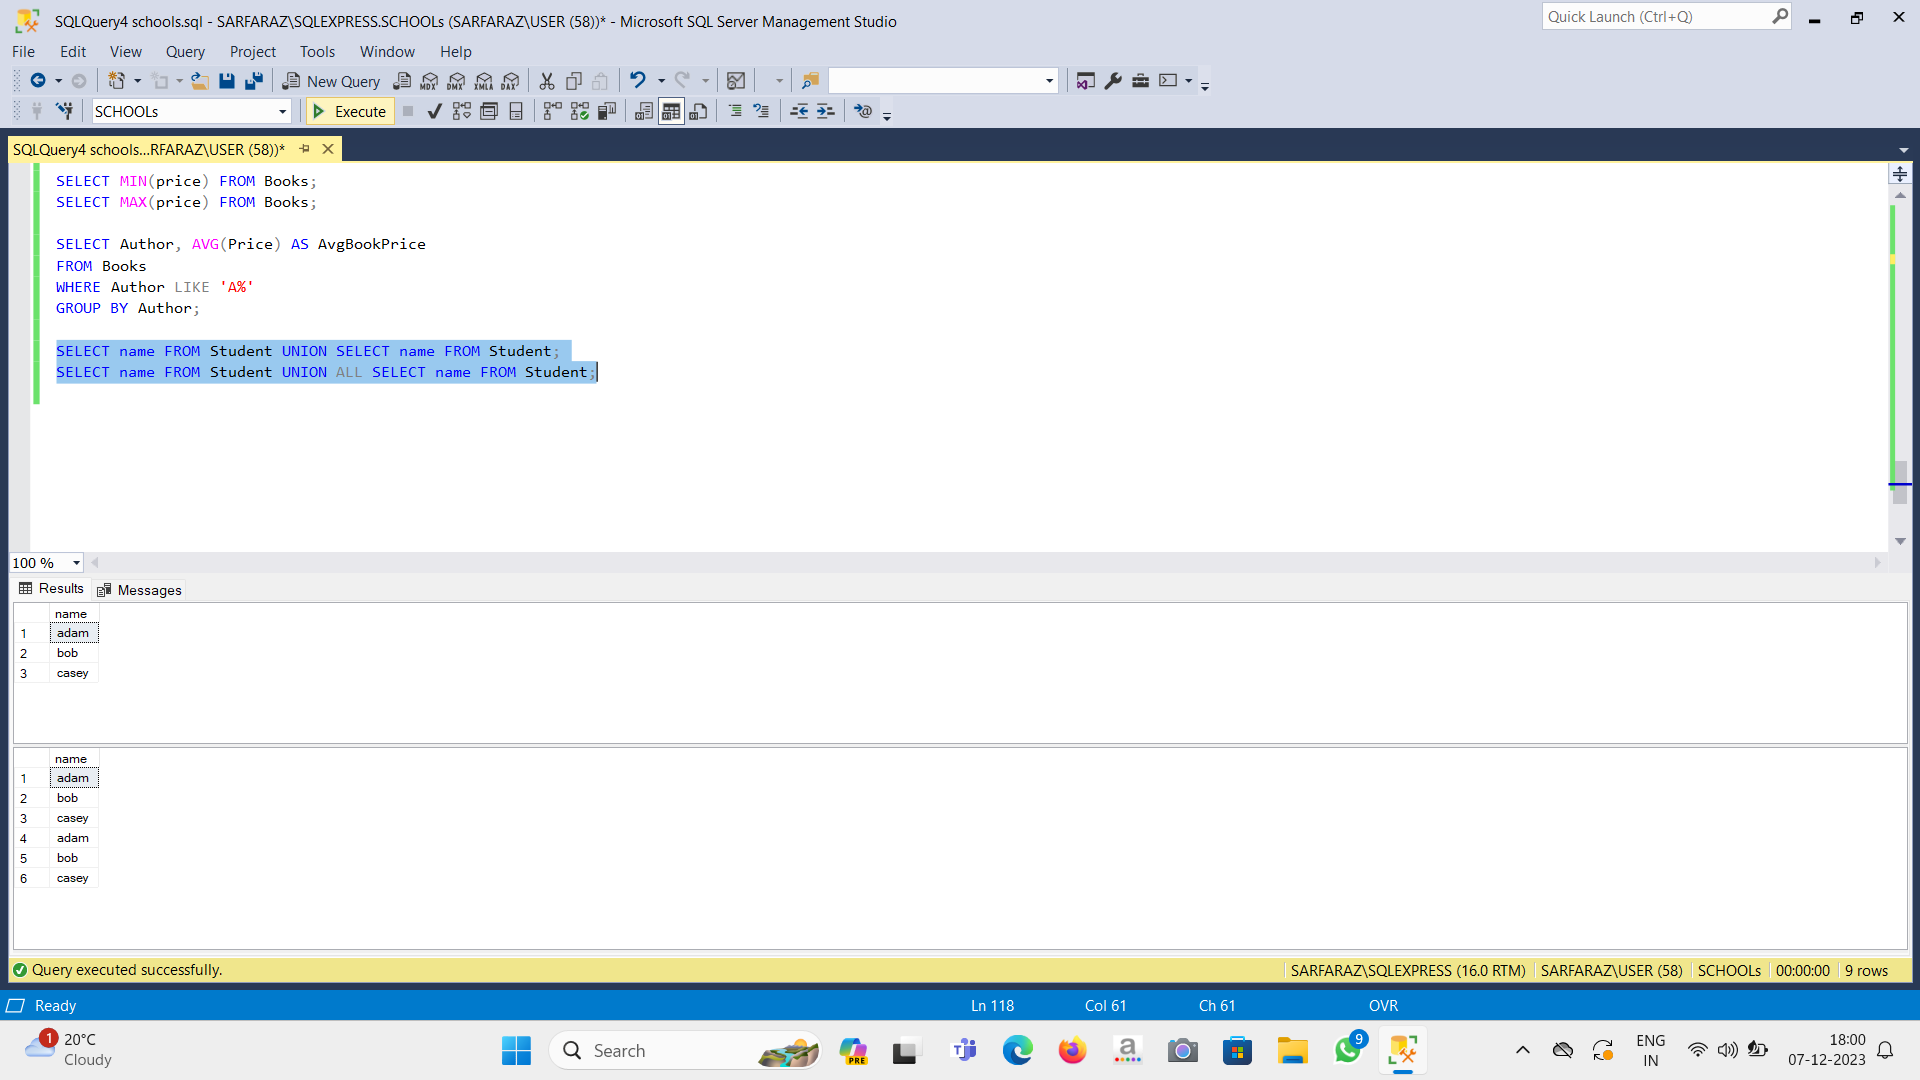 SQLQuery4 schools.sql - SARFARAZ\SQLEXPRESS.SCHOOLs (SARFARAZ\USER (58))* - Microsoft SQL Server Management Studio
Quick Launch (Ctrl+Q)
File Edit View Query Project Tools Window Help
New Query MDX DMX XMLA DAX
SCHOOLs Execute
SQLQuery4 schools...RFARAZ\USER (58))*
SELECT MIN(price) FROM Books;
SELECT MAX(price) FROM Books;
SELECT Author, AVG(Price) AS AvgBookPrice
FROM Books
WHERE Author LIKE 'A%'
GROUP BY Author;
SELECT name FROM Student UNION SELECT name FROM Student;
SELECT name FROM Student UNION ALL SELECT name FROM Student;
100 %
Results Messages
name
1 adam
2 bob
3 casey
name
1 adam
2 bob
3 casey
4 adam
5 bob
6 casey
Query executed successfully.
SARFARAZ\SQLEXPRESS (16.0 RTM) SARFARAZ\USER (58) SCHOOLs 00:00:00 9 rows
Ready Ln 118 Col 61 Ch 61 OVR
1 20°C
Cloudy
Search
PRE
a
9
ENG
IN
18:00
07-12-2023